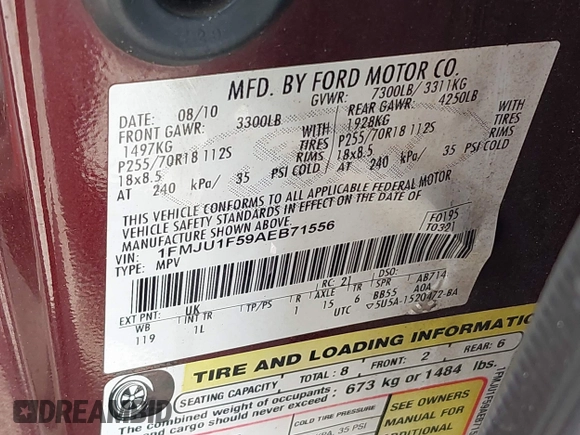 MFD. BY FORD MOTOR CO.
DATE: 08/10 GVWR: 7300LB/ 3311KG
FRONT GAWR: 3300LB REAR GAWR: 4250LB
1497KG WITH 1928KG WITH
P255/70R18 112S TIRES P255/70R18 112S TIRES
18x8.5 RIMS 18x8.5 RIMS
AT 240 kPa/ 35 PSI COLD AT 240 kPa/ 35 PSI COLD
THIS VEHICLE CONFORMS TO ALL APPLICABLE FEDERAL MOTOR
VEHICLE SAFETY STANDARDS IN EFFECT ON THE DATE OF
MANUFACTURE SHOWN ABOVE.
VIN: 1FMJU1F59AEB71556 F0195
TYPE: MPV T0301
EXT PNT: UK RC: 21 DSO:
WB INT TR TP/PS R AXLE TR SPR AB714
119 1L 1 15 6 BB55 A0A
UTC ▽5U5A-1520472-BA
TIRE AND LOADING INFORMATION
SEATING CAPACITY TOTAL: 8 FRONT: 2 REAR: 6
The combined weight of occupants
and cargo should never exceed: 673 kg or 1484 lbs.
COLD TIRE PRESSURE SEE OWNERS
35 PSI MANUAL FOR
ADDITIONAL
DREAMBID